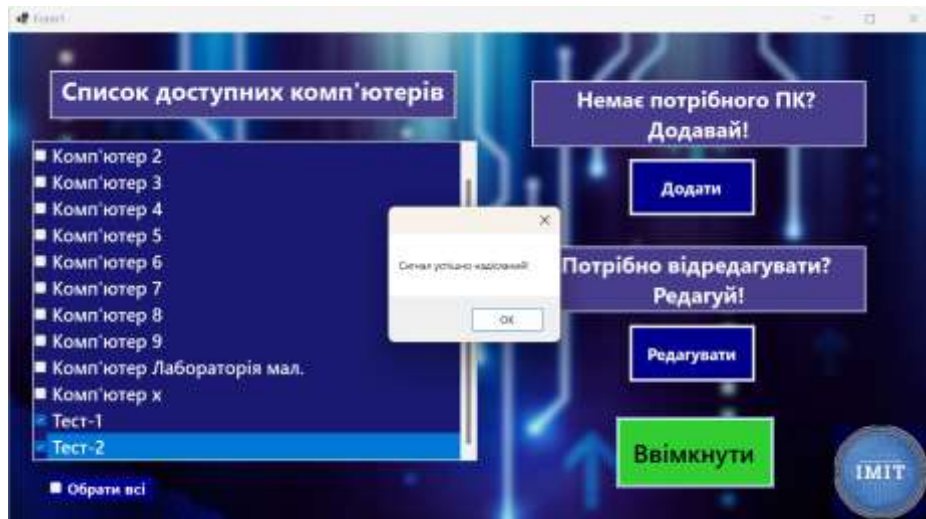 Form1
Список доступних комп'ютерів
Комп'ютер 2
Комп'ютер 3
Комп'ютер 4
Комп'ютер 5
Комп'ютер 6
Комп'ютер 7
Комп'ютер 8
Комп'ютер 9
Комп'ютер Лабораторія мал.
Комп'ютер x
Тест-1
Тест-2
Обрати всі
Сигнал успішно надісланий!
OK
Немає потрібного ПК?
Додавай!
Додати
Потрібно відредагувати?
Редагуй!
Редагувати
Ввімкнути
ІМІТ